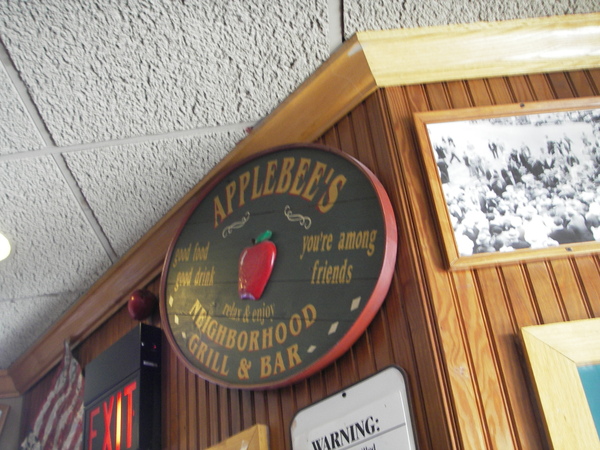 APPLEBEE'S
good food
good drink
you're among
friends
relax & enjoy
NEIGHBORHOOD
GRILL & BAR
EXIT
WARNING: